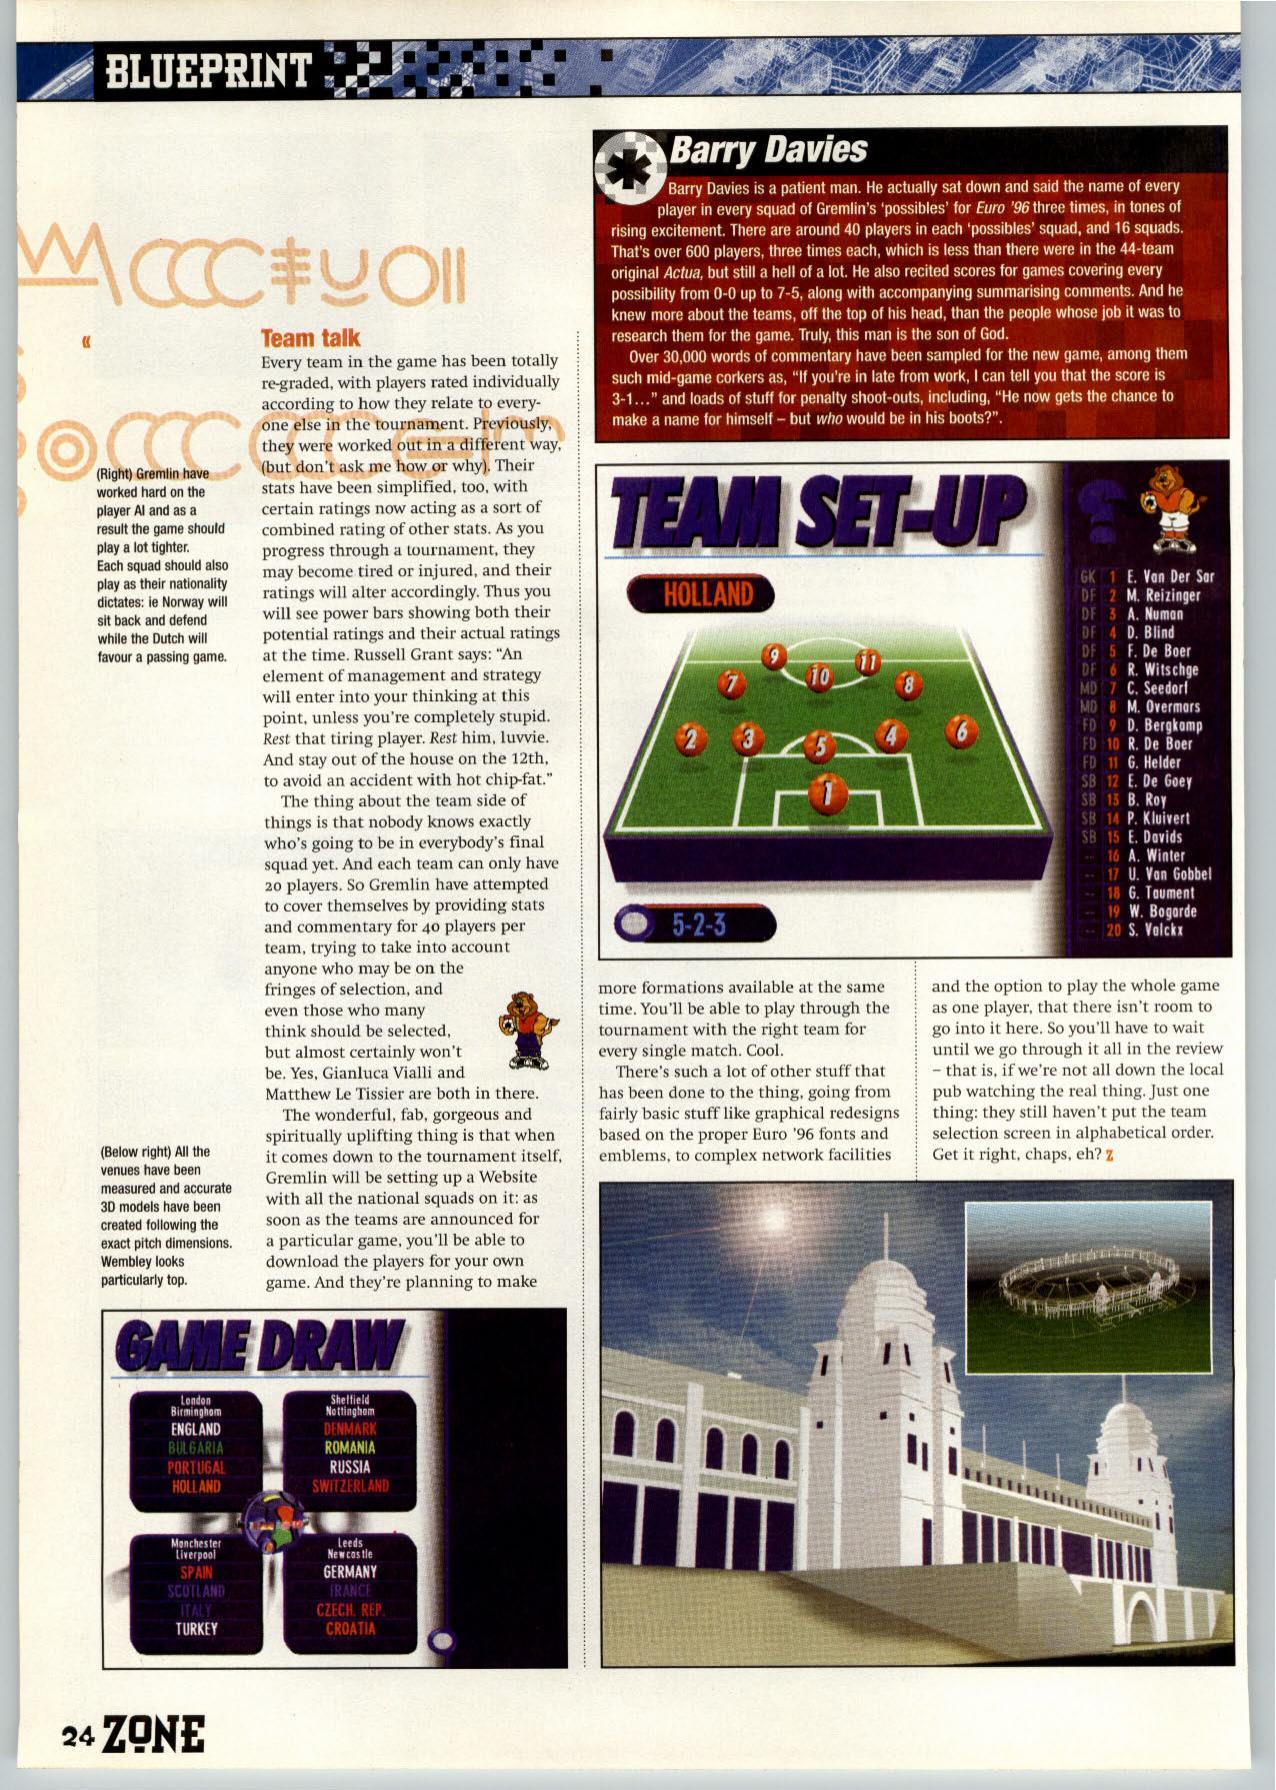 BLUEPRINT
Barry Davies
Barry Davies is a patient man. He actually sat down and said the name of every
player in every squad of Gremlin's 'possibles' for Euro '96 three times, in tones of
rising excitement. There are around 40 players in each 'possibles' squad, and 16 squads.
That's over 600 players, three times each, which is less than there were in the 44-team
original Actua, but still a hell of a lot. He also recited scores for games covering every
possibility from 0-0 up to 7-5, along with accompanying summarising comments. And he
knew more about the teams, off the top of his head, than the people whose job it was to
research them for the game. Truly, this man is the son of God.
Over 30,000 words of commentary have been sampled for the new game, among them
such mid-game corkers as, "If you're in late from work, I can tell you that the score is
3-1..." and loads of stuff for penalty shoot-outs, including, "He now gets the chance to
make a name for himself – but who would be in his boots?".
«
Team talk
Every team in the game has been totally
re-graded, with players rated individually
according to how they relate to every-
one else in the tournament. Previously,
they were worked out in a different way,
(but don't ask me how or why). Their
stats have been simplified, too, with
certain ratings now acting as a sort of
combined rating of other stats. As you
progress through a tournament, they
may become tired or injured, and their
ratings will alter accordingly. Thus you
will see power bars showing both their
potential ratings and their actual ratings
at the time. Russell Grant says: "An
element of management and strategy
will enter into your thinking at this
point, unless you're completely stupid.
Rest that tiring player. Rest him, luvvie.
And stay out of the house on the 12th,
to avoid an accident with hot chip-fat."
The thing about the team side of
things is that nobody knows exactly
who's going to be in everybody's final
squad yet. And each team can only have
20 players. So Gremlin have attempted
to cover themselves by providing stats
and commentary for 40 players per
team, trying to take into account
anyone who may be on the
fringes of selection, and
even those who many
think should be selected,
but almost certainly won't
be. Yes, Gianluca Vialli and
Matthew Le Tissier are both in there.
The wonderful, fab, gorgeous and
spiritually uplifting thing is that when
it comes down to the tournament itself,
Gremlin will be setting up a Website
with all the national squads on it: as
soon as the teams are announced for
a particular game, you'll be able to
download the players for your own
game. And they're planning to make
(Right) Gremlin have
worked hard on the
player AI and as a
result the game should
play a lot tighter.
Each squad should also
play as their nationality
dictates: ie Norway will
sit back and defend
while the Dutch will
favour a passing game.
(Below right) All the
venues have been
measured and accurate
3D models have been
created following the
exact pitch dimensions.
Wembley looks
particularly top.
TEAM SET-UP
HOLLAND
9 11
10
7 8
2 3 5 4 6
1
5-2-3
GK 1 E. Van Der Sar
DF 2 M. Reizinger
DF 3 A. Numan
DF 4 D. Blind
DF 5 F. De Boer
DF 6 R. Witschge
MD 7 C. Seedorf
MD 8 M. Overmars
FD 9 D. Bergkamp
FD 10 R. De Boer
FD 11 G. Helder
SB 12 E. De Goey
SB 13 B. Roy
SB 14 P. Kluivert
SB 15 E. Davids
-- 16 A. Winter
-- 17 U. Van Gobbel
-- 18 G. Taument
-- 19 W. Bogarde
-- 20 S. Valckx
more formations available at the same
time. You'll be able to play through the
tournament with the right team for
every single match. Cool.
There's such a lot of other stuff that
has been done to the thing, going from
fairly basic stuff like graphical redesigns
based on the proper Euro '96 fonts and
emblems, to complex network facilities
and the option to play the whole game
as one player, that there isn't room to
go into it here. So you'll have to wait
until we go through it all in the review
– that is, if we're not all down the local
pub watching the real thing. Just one
thing: they still haven't put the team
selection screen in alphabetical order.
Get it right, chaps, eh? Z
GAME DRAW
London
Birmingham
ENGLAND
BULGARIA
PORTUGAL
HOLLAND
Sheffield
Nottingham
DENMARK
ROMANIA
RUSSIA
SWITZERLAND
Manchester
Liverpool
SPAIN
SCOTLAND
ITALY
TURKEY
Leeds
Newcastle
GERMANY
FRANCE
CZECH. REP.
CROATIA
24 ZONE